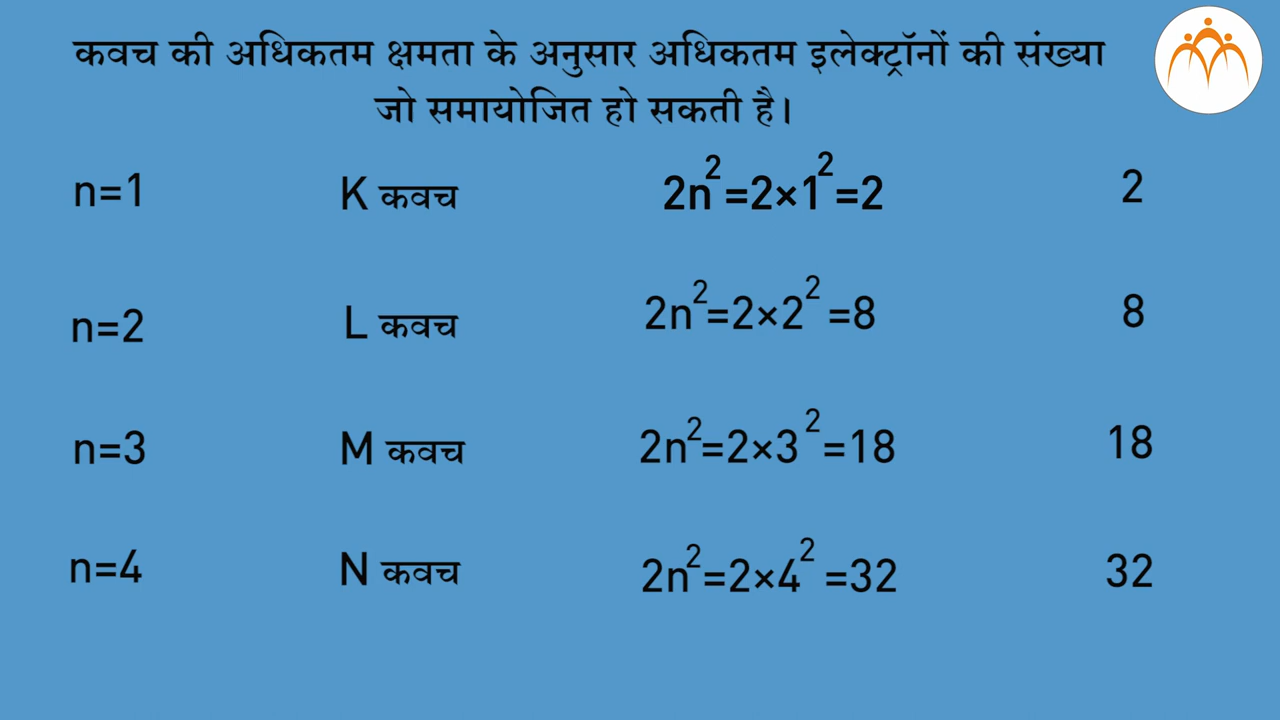 कवच की अधिकतम क्षमता के अनुसार अधिकतम इलेक्ट्रॉनों की संख्या
जो समायोजित हो सकती है।
n=1 K कवच 2n²=2×1²=2 2
n=2 L कवच 2n²=2×2²=8 8
n=3 M कवच 2n²=2×3²=18 18
n=4 N कवच 2n²=2×4²=32 32